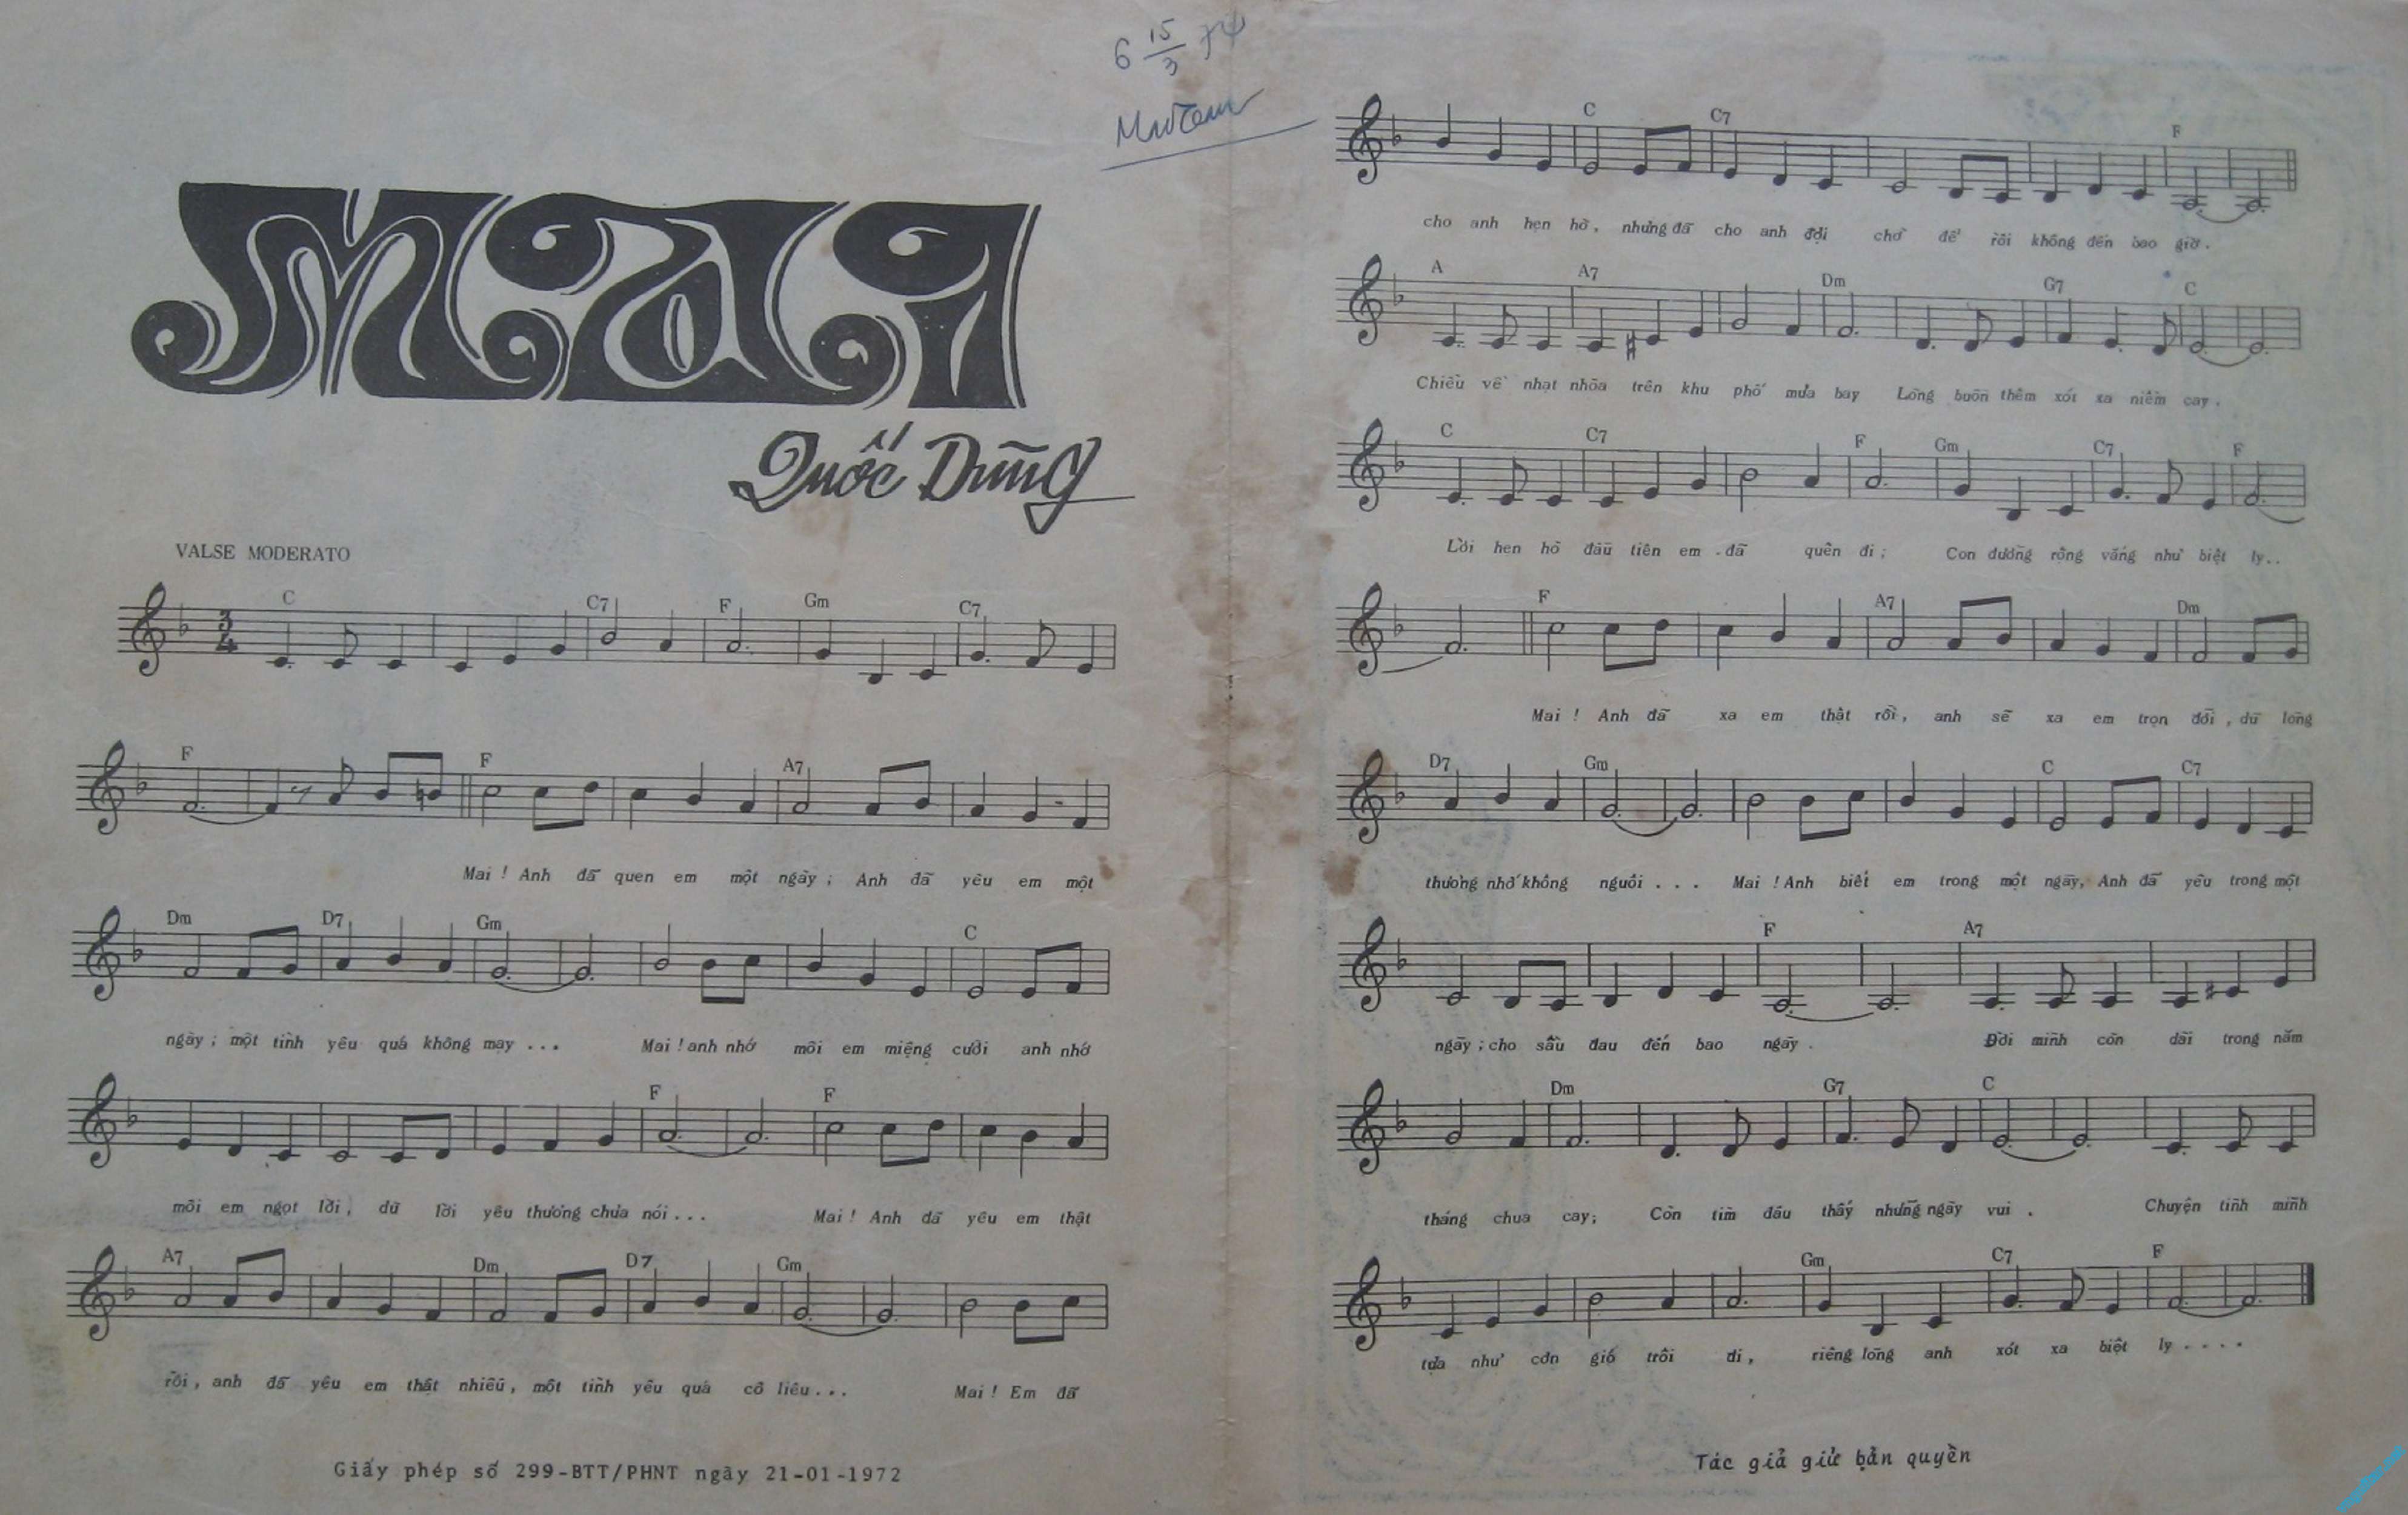 6 15/3 74
Mai
Quốc Dũng
VALSE MODERATO
3
4
C C7 F Gm C7
F F A7
Mai ! Anh đã quen em một ngày ; Anh đã yêu em một
Dm D7 Gm C
ngày ; một tình yêu quá không may ... Mai ! anh nhớ môi em miệng cười anh nhớ
F F
môi em ngọt lời , dù lời yêu thương chưa nói ... Mai ! Anh đã yêu em thật
A7 Dm D7 Gm
rồi , anh đã yêu em thật nhiều , một tình yêu quá cô liêu ... Mai ! Em đã
Giấy phép số 299-BTT/PHNT ngày 21-01-1972
C C7 F
cho anh hẹn hò , nhưng đã cho anh đợi chờ để rồi không đến bao giờ .
A A7 Dm G7 C
Chiều về nhạt nhòa trên khu phố mưa bay Lòng buồn thêm xót xa niềm cay .
C C7 F Gm C7 F
Lời hẹn hò đầu tiên em đã quên đi ; Con đường rộng vắng như biệt ly ..
F A7 Dm
Mai ! Anh đã xa em thật rồi , anh sẽ xa em trọn đời , dù lòng
D7 Gm C C7
thương nhớ không nguôi ... Mai ! Anh biết em trong một ngày, Anh đã yêu trong một
F A7
ngày ; cho sầu đau đến bao ngày . Đời mình còn dài trong năm
Dm G7 C
tháng chua cay; Còn tìm đâu thấy những ngày vui . Chuyện tình mình
Gm C7 F
tựa như cơn gió trôi đi , riêng lòng anh xót xa biệt ly ....
Tác giả giữ bản quyền